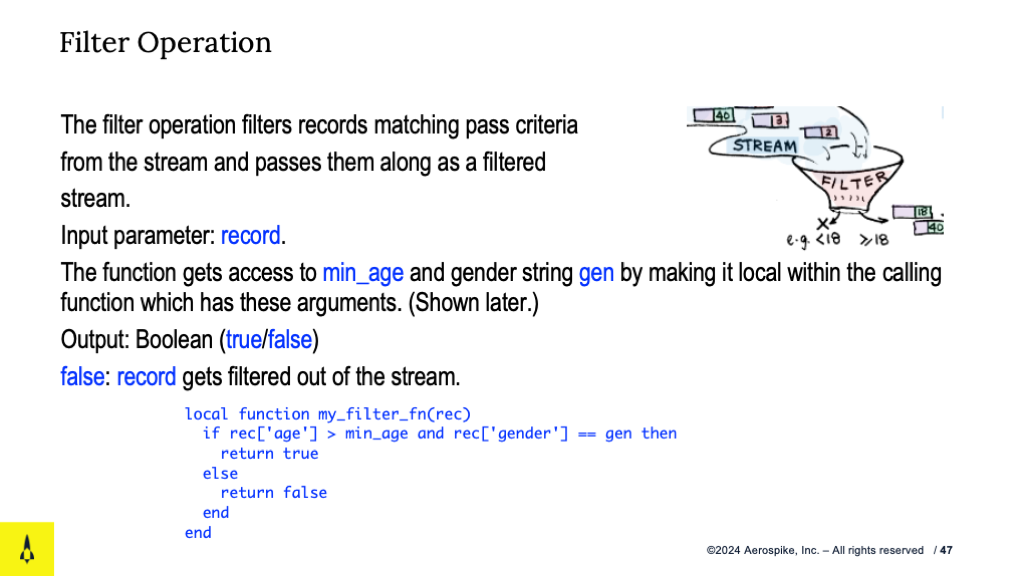 Filter Operation
The filter operation filters records matching pass criteria
from the stream and passes them along as a filtered
stream.
Input parameter: record.
The function gets access to min_age and gender string gen by making it local within the calling
function which has these arguments. (Shown later.)
Output: Boolean (true/false)
false: record gets filtered out of the stream.
40
3
2
STREAM
FILTER
18
40
X
e.g. <18 ≥18
local function my_filter_fn(rec)
  if rec['age'] > min_age and rec['gender'] == gen then
    return true
  else
    return false
  end
end
©2024 Aerospike, Inc. – All rights reserved / 47